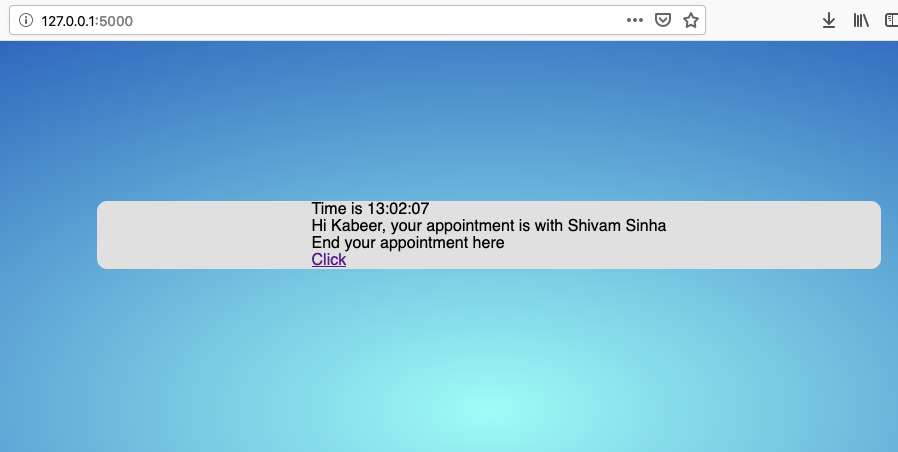 127.0.0.1:5000
Time is 13:02:07
Hi Kabeer, your appointment is with Shivam Sinha
End your appointment here
Click